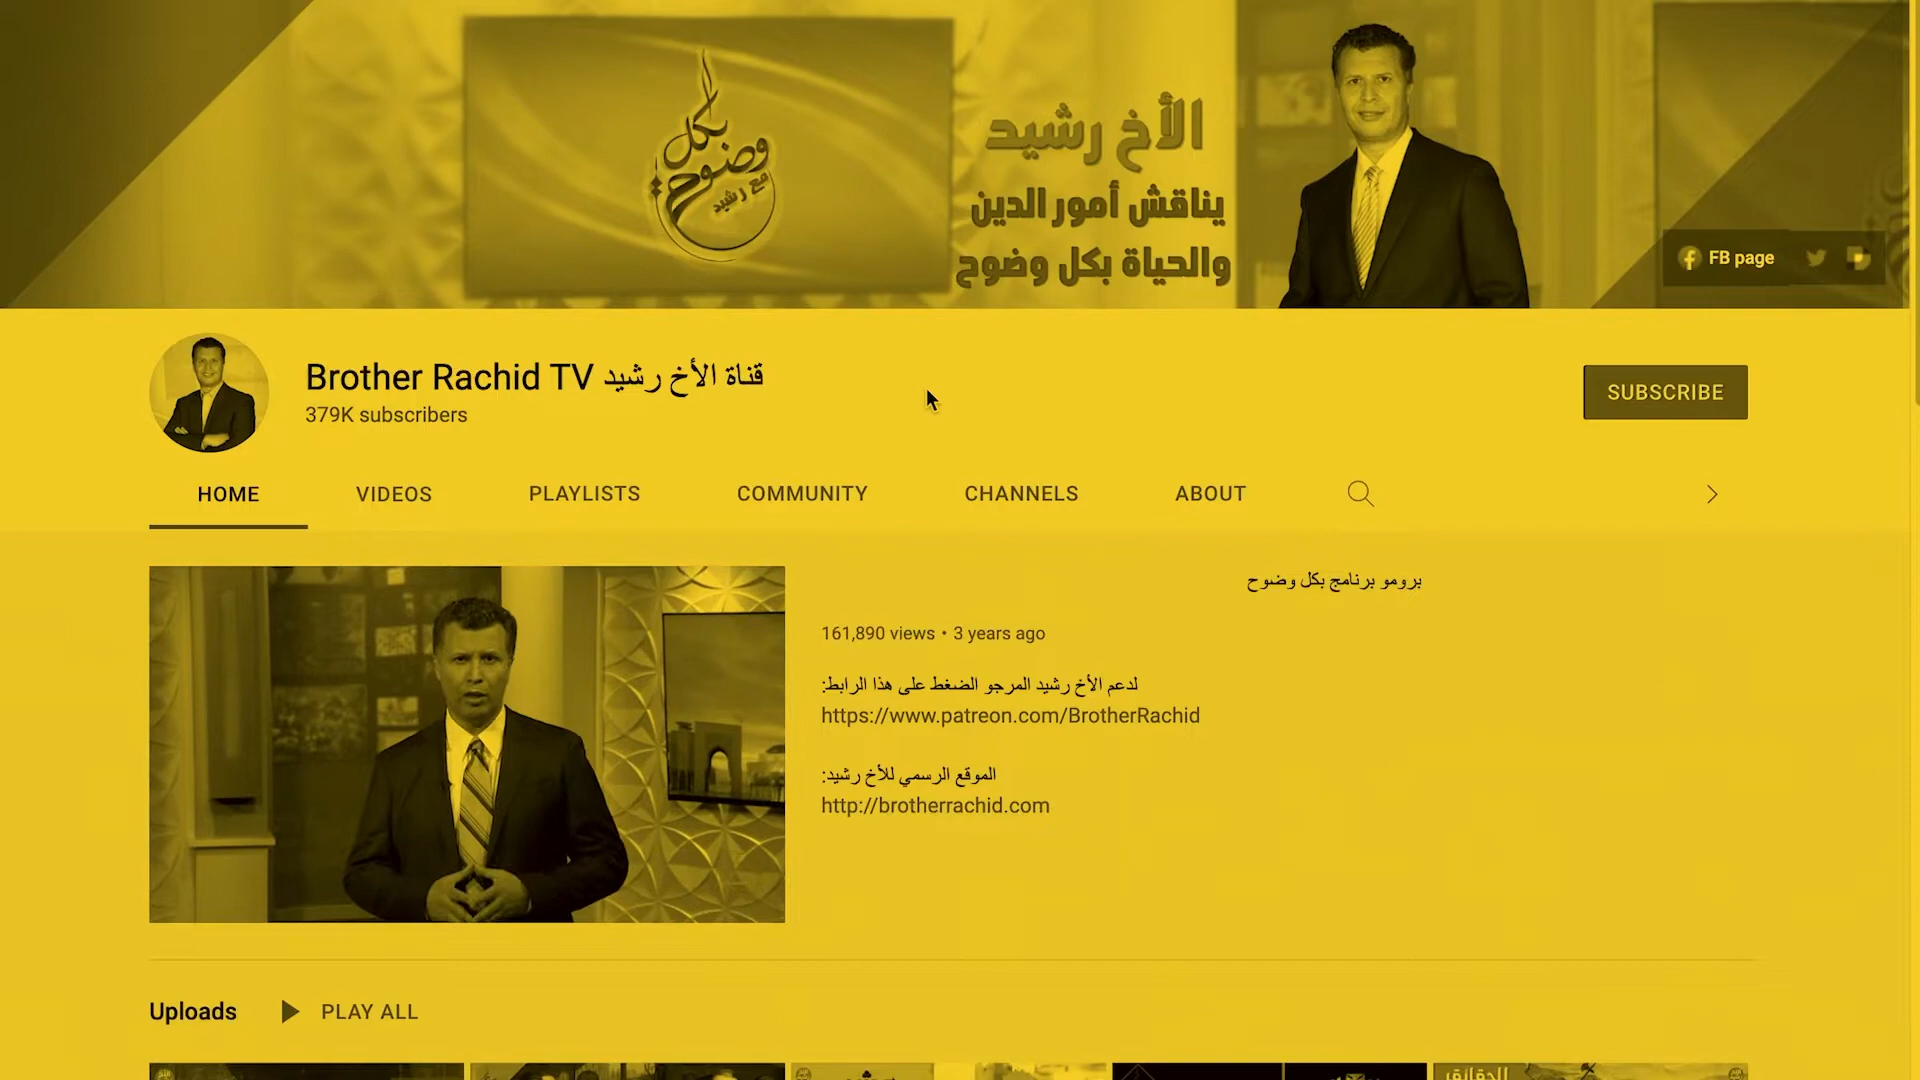 بكل
وضوح
مع رشيد
الأخ رشيد
يناقش أمور الدين
والحياة بكل وضوح
FB page
Brother Rachid TV قناة الأخ رشيد
379K subscribers
SUBSCRIBE
HOME VIDEOS PLAYLISTS COMMUNITY CHANNELS ABOUT
برومو برنامج بكل وضوح
161,890 views • 3 years ago
لدعم الأخ رشيد المرجو الضغط على هذا الرابط:
https://www.patreon.com/BrotherRachid
الموقع الرسمي للأخ رشيد:
http://brotherrachid.com
Uploads PLAY ALL